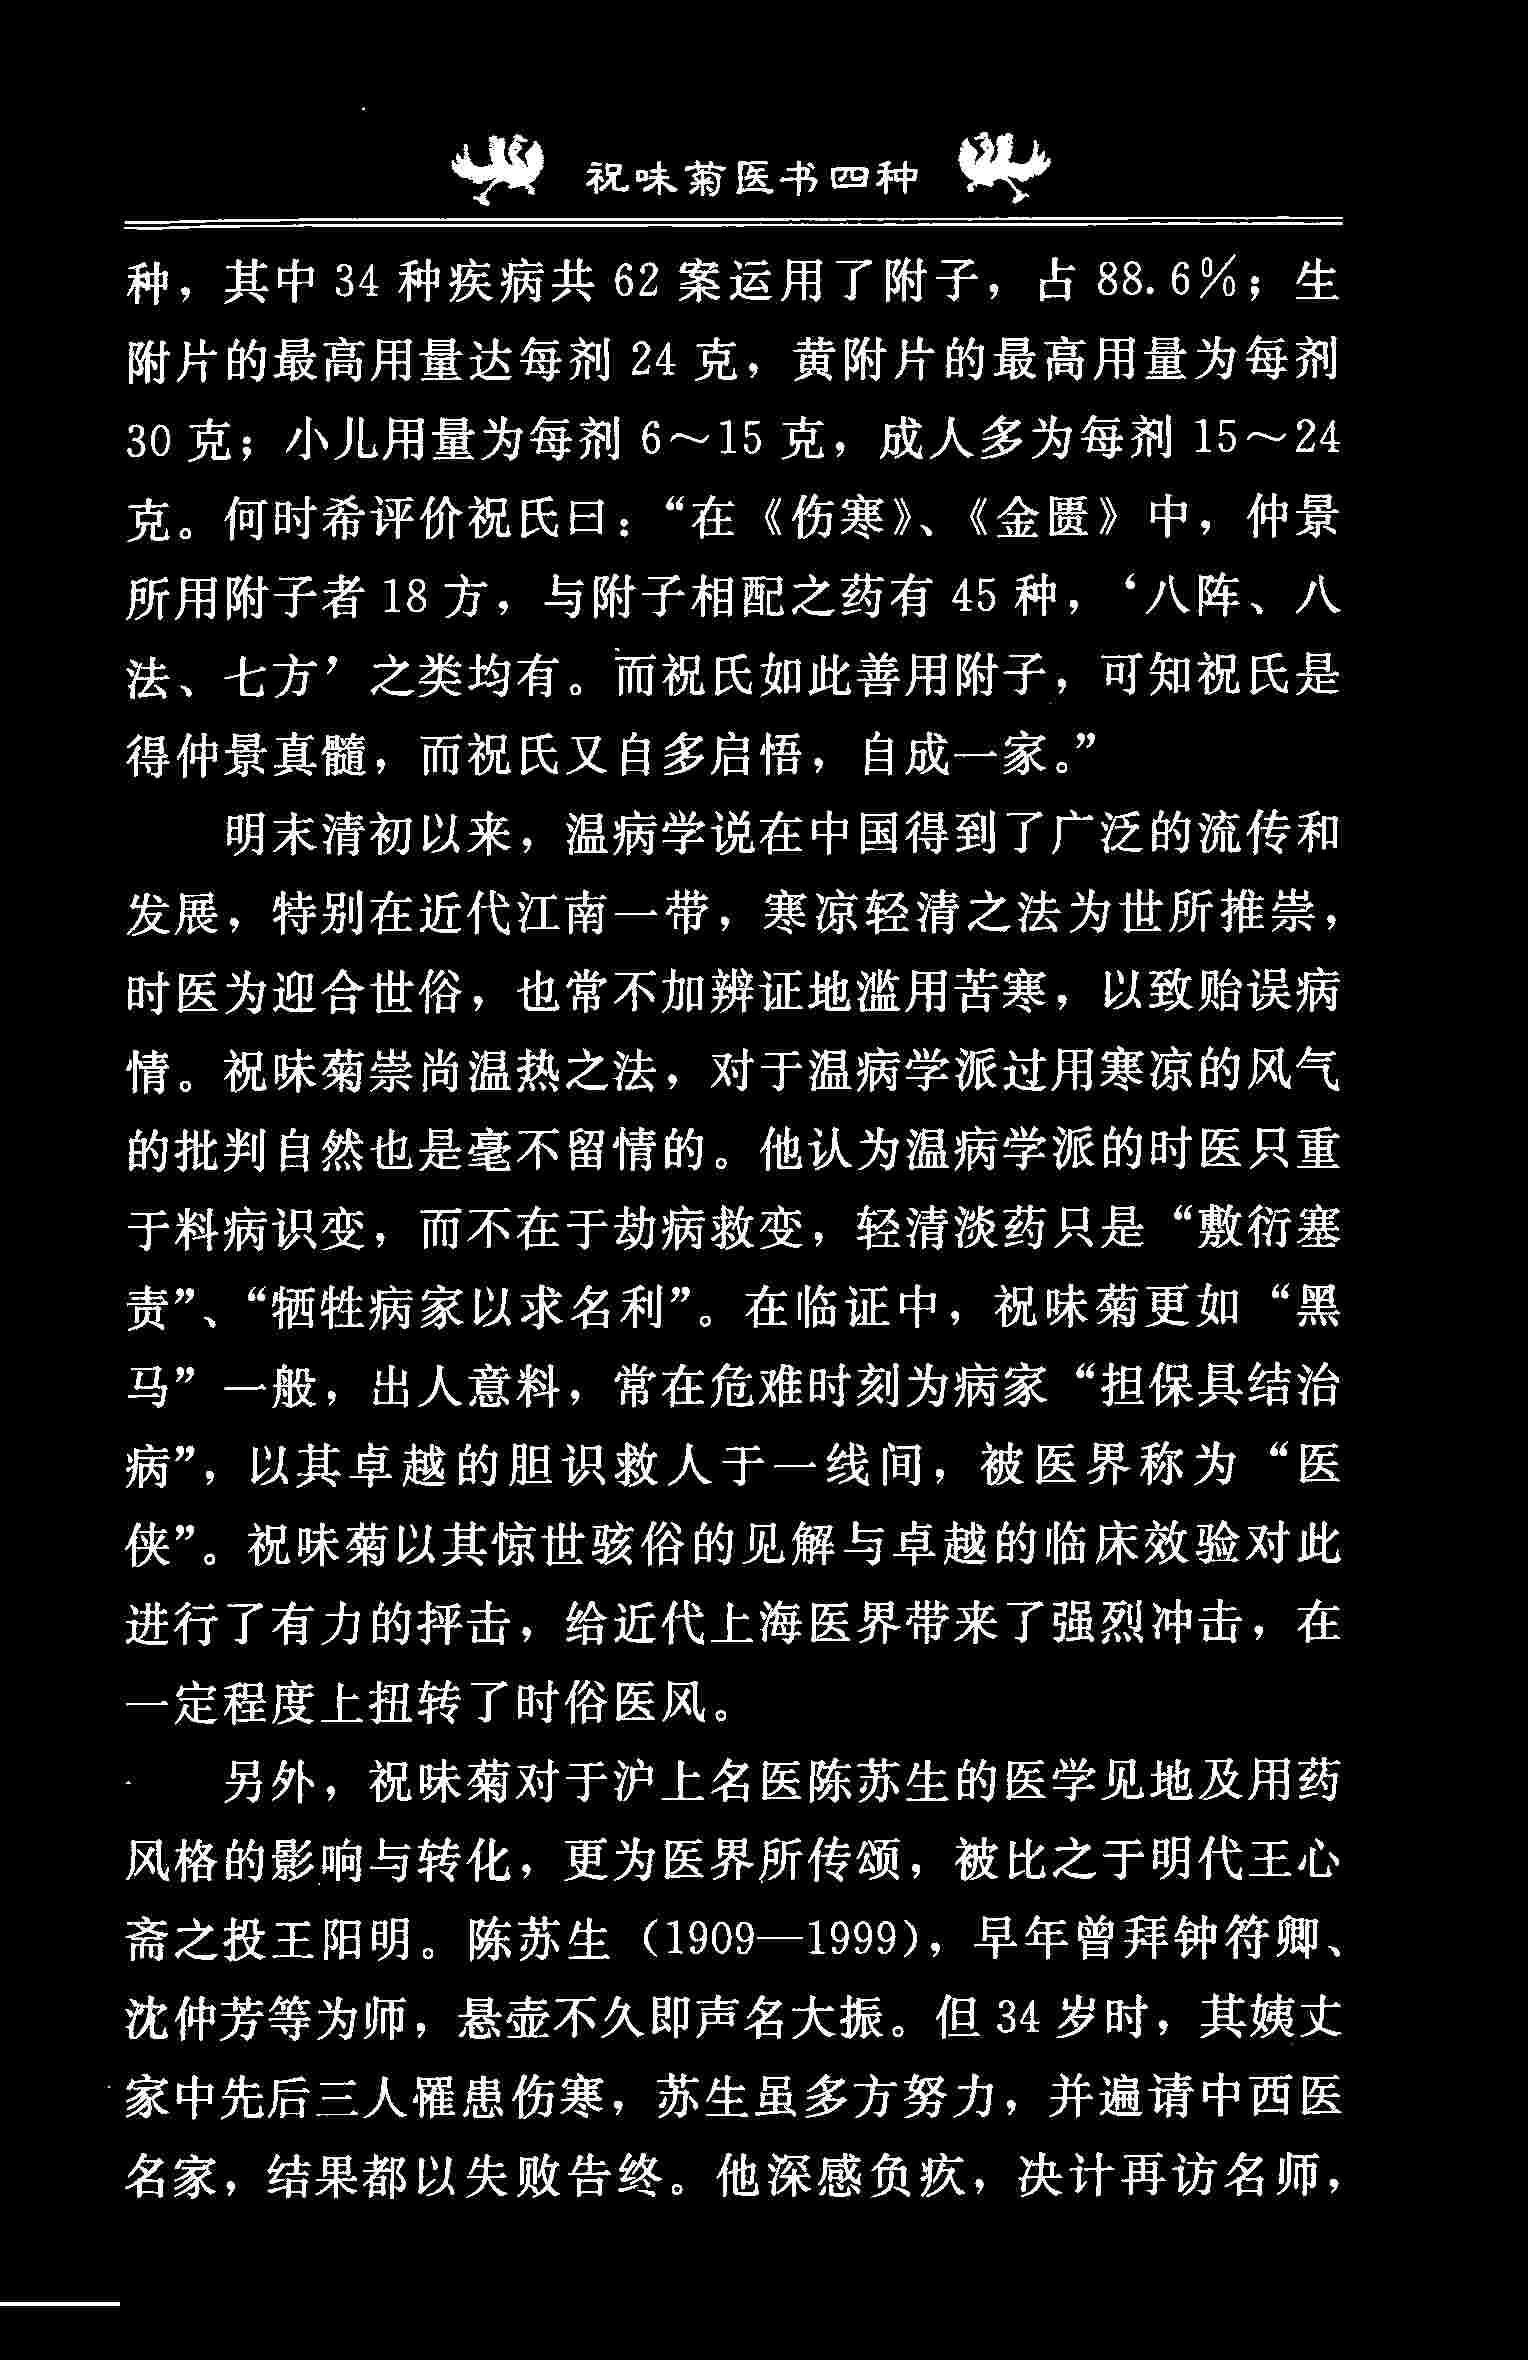 祝味菊医书四种
种，其中 34 种疾病共 62 案运用了附子，占 88.6%；生
附片的最高用量达每剂 24 克，黄附片的最高用量为每剂
30 克；小儿用量为每剂 6～15 克，成人多为每剂 15～24
克。何时希评价祝氏曰：“在《伤寒》、《金匮》中，仲景
所用附子者 18 方，与附子相配之药有 45 种，‘八阵、八
法、七方’之类均有。而祝氏如此善用附子，可知祝氏是
得仲景真髓，而祝氏又自多启悟，自成一家。”
明末清初以来，温病学说在中国得到了广泛的流传和
发展，特别在近代江南一带，寒凉轻清之法为世所推崇，
时医为迎合世俗，也常不加辨证地滥用苦寒，以致贻误病
情。祝味菊崇尚温热之法，对于温病学派过用寒凉的风气
的批判自然也是毫不留情的。他认为温病学派的时医只重
于料病识变，而不在于劫病救变，轻清淡药只是“敷衍塞
责”、“牺牲病家以求名利”。在临证中，祝味菊更如“黑
马”一般，出人意料，常在危难时刻为病家“担保具结治
病”，以其卓越的胆识救人于一线间，被医界称为“医
侠”。祝味菊以其惊世骇俗的见解与卓越的临床效验对此
进行了有力的抨击，给近代上海医界带来了强烈冲击，在
一定程度上扭转了时俗医风。
另外，祝味菊对于沪上名医陈苏生的医学见地及用药
风格的影响与转化，更为医界所传颂，被比之于明代王心
斋之投王阳明。陈苏生（1909—1999），早年曾拜钟符卿、
沈仲芳等为师，悬壶不久即声名大振。但 34 岁时，其姨丈
家中先后三人罹患伤寒，苏生虽多方努力，并遍请中西医
名家，结果都以失败告终。他深感负疚，决计再访名师，